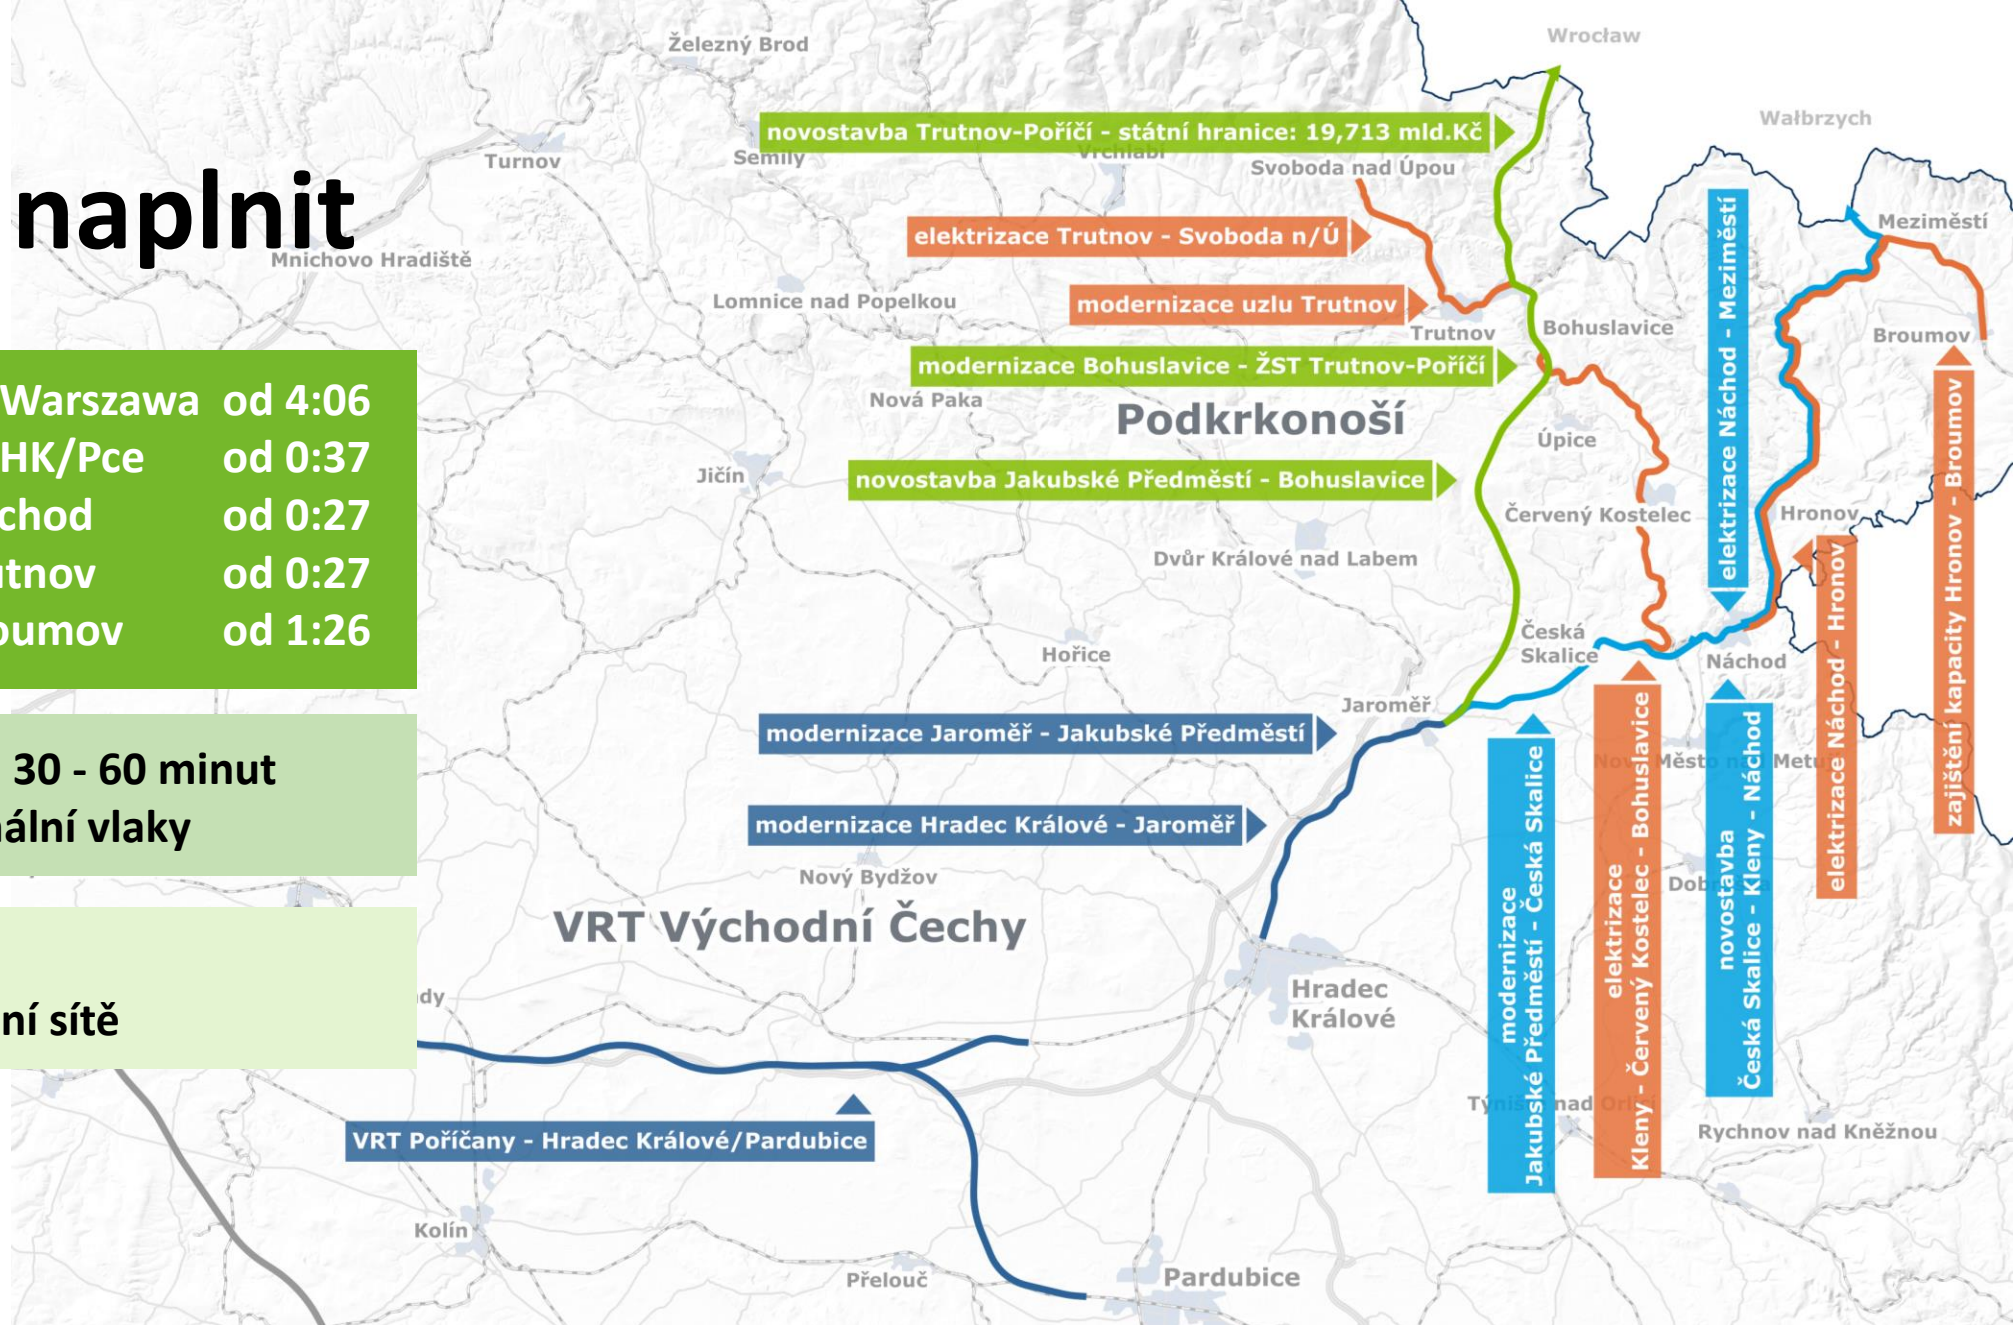 naplnit
Warszawa od 4:06
HK/Pce od 0:37
chod od 0:27
utnov od 0:27
oumov od 1:26
30 - 60 minut
nální vlaky
ní sítě
Železný Brod
Wrocław
Wałbrzych
novostavba Trutnov-Poříčí - státní hranice: 19,713 mld.Kč
Turnov
Semily
Vrchlabí
Svoboda nad Úpou
elektrizace Trutnov - Svoboda n/Ú
Meziměstí
Mnichovo Hradiště
Lomnice nad Popelkou
modernizace uzlu Trutnov
Trutnov
Bohuslavice
Broumov
modernizace Bohuslavice - ŽST Trutnov-Poříčí
Nová Paka
Podkrkonoší
Úpice
Jičín
novostavba Jakubské Předměstí - Bohuslavice
Červený Kostelec
Hronov
Dvůr Králové nad Labem
elektrizace Náchod - Meziměstí
Česká
Skalice
Náchod
Hořice
Jaroměř
modernizace Jaroměř - Jakubské Předměstí
modernizace Hradec Králové - Jaroměř
modernizace
Jakubské Předměstí - Česká Skalice
elektrizace
Kleny - Červený Kostelec - Bohuslavice
novostavba
Česká Skalice - Kleny - Náchod
elektrizace Náchod - Hronov
zajištění kapacity Hronov - Broumov
Město Metu
Nový Bydžov
VRT Východní Čechy
Hradec
Králové
dy
VRT Poříčany - Hradec Králové/Pardubice
nad
Rychnov nad Kněžnou
Kolín
Přelouč
Pardubice